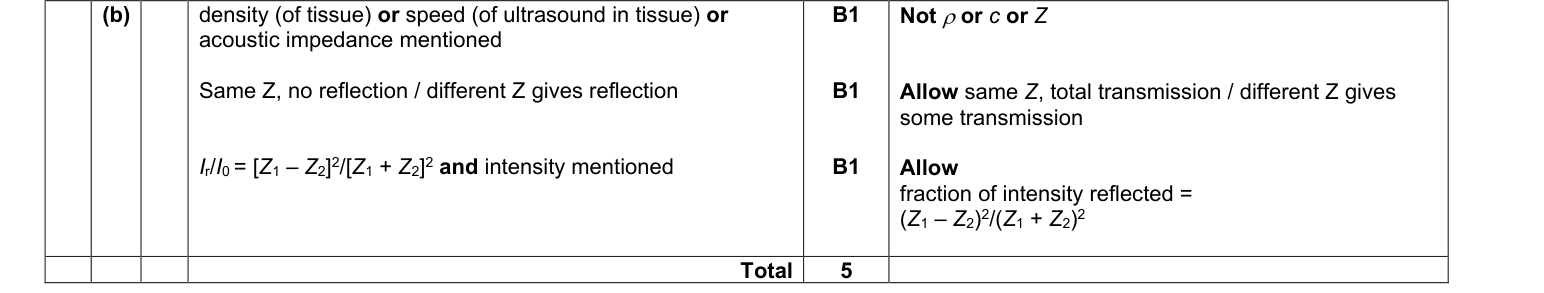 (b) density (of tissue) or speed (of ultrasound in tissue) or B1 Not ρ or c or Z
acoustic impedance mentioned
Same Z, no reflection / different Z gives reflection B1 Allow same Z, total transmission / different Z gives
some transmission
Iᵣ/I₀ = [Z₁ – Z₂]²/[Z₁ + Z₂]² and intensity mentioned B1 Allow
fraction of intensity reflected =
(Z₁ – Z₂)²/(Z₁ + Z₂)²
Total 5